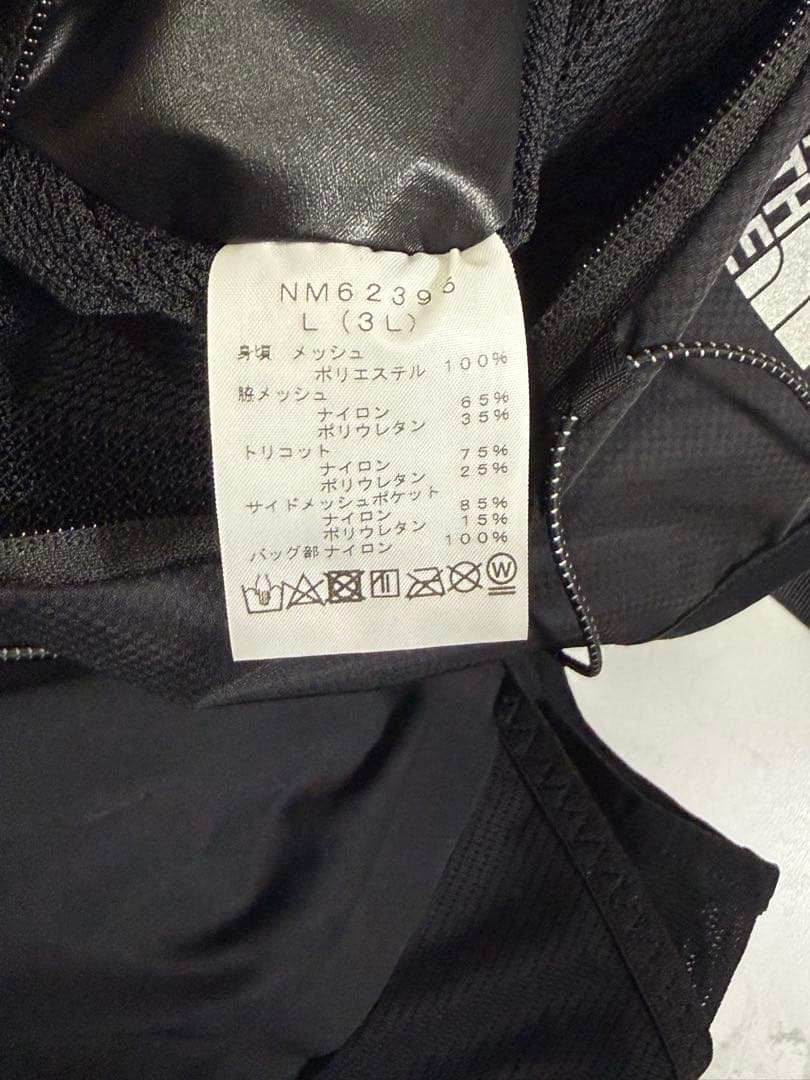 NM62396
L (3L)
身頃 メッシュ
ポリエステル 100%
脇メッシュ
ナイロン 65%
ポリウレタン 35%
トリコット
ナイロン 75%
ポリウレタン 25%
サイドメッシュポケット
ナイロン 85%
ポリウレタン 15%
バッグ部 ナイロン 100%
W
THE